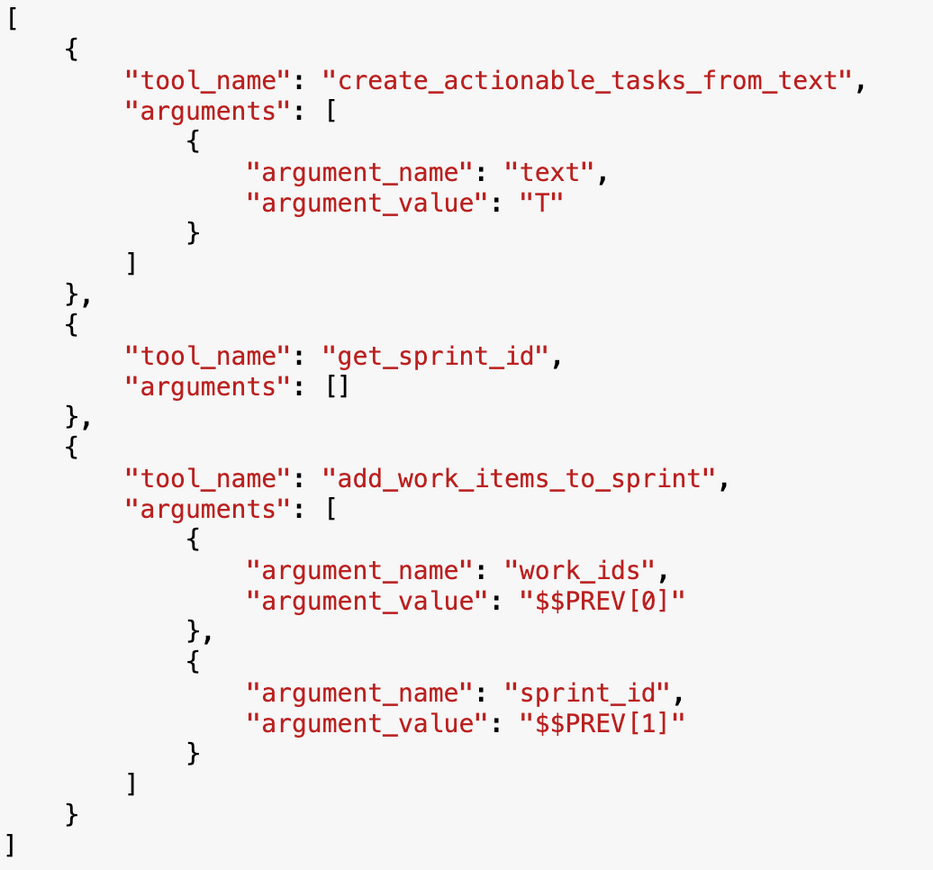 [
    {
        "tool_name": "create_actionable_tasks_from_text",
        "arguments": [
            {
                "argument_name": "text",
                "argument_value": "T"
            }
        ]
    },
    {
        "tool_name": "get_sprint_id",
        "arguments": []
    },
    {
        "tool_name": "add_work_items_to_sprint",
        "arguments": [
            {
                "argument_name": "work_ids",
                "argument_value": "$$PREV[0]"
            },
            {
                "argument_name": "sprint_id",
                "argument_value": "$$PREV[1]"
            }
        ]
    }
]